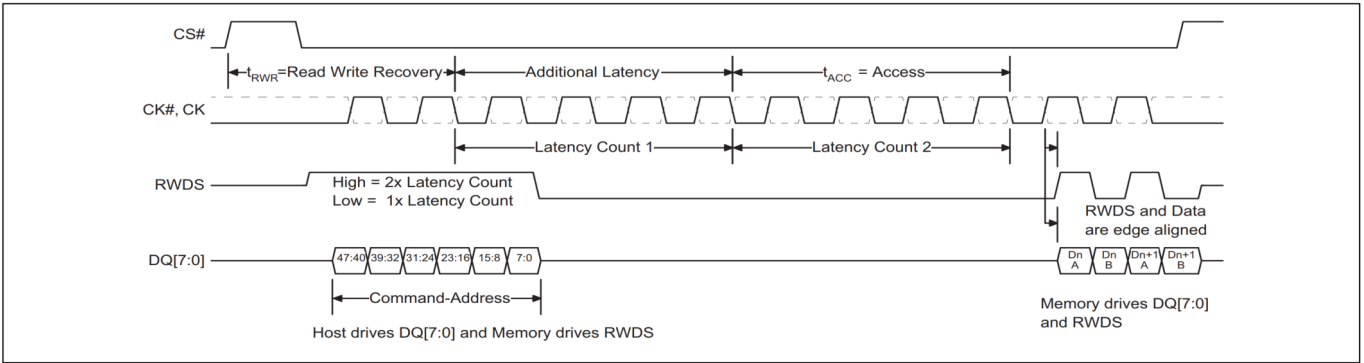 CS#
tRWR=Read Write Recovery
Additional Latency
tACC = Access
CK#, CK
Latency Count 1
Latency Count 2
RWDS
High = 2x Latency Count
Low = 1x Latency Count
RWDS and Data
are edge aligned
DQ[7:0]
47:40 39:32 31:24 23:16 15:8 7:0
Dn A Dn B Dn+1 A Dn+1 B
Command-Address
Host drives DQ[7:0] and Memory drives RWDS
Memory drives DQ[7:0]
and RWDS